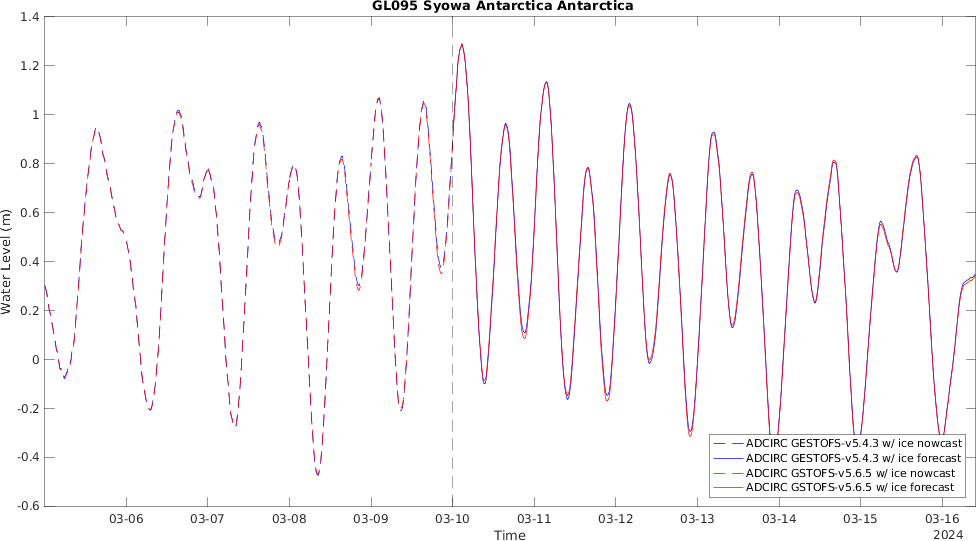 GL095 Syowa Antarctica Antarctica
1.4
1.2
1
0.8
0.6
0.4
0.2
0
-0.2
-0.4
-0.6
Water Level (m)
ADCIRC GESTOFS-v5.4.3 w/ ice nowcast
ADCIRC GESTOFS-v5.4.3 w/ ice forecast
ADCIRC GSTOFS-v5.6.5 w/ ice nowcast
ADCIRC GSTOFS-v5.6.5 w/ ice forecast
03-06 03-07 03-08 03-09 03-10 03-11 03-12 03-13 03-14 03-15 03-16
Time 2024